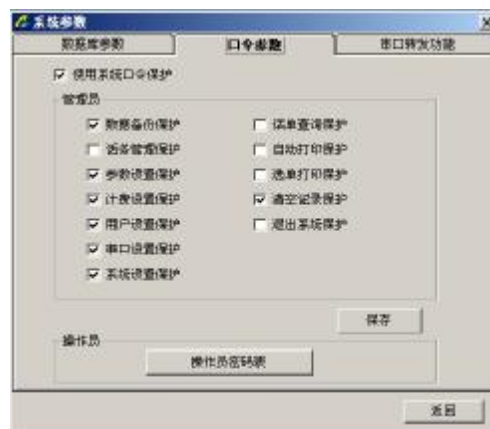 系统参数
数据库参数 口令参数 串口转发功能
使用系统口令保护
管理员
数据备份保护 话单查询保护
话务管理保护 自动打印保护
参数设置保护 选单打印保护
计费设置保护 清空记录保护
用户设置保护 退出系统保护
串口设置保护
系统设置保护
保存
操作员
操作员密码表
返回